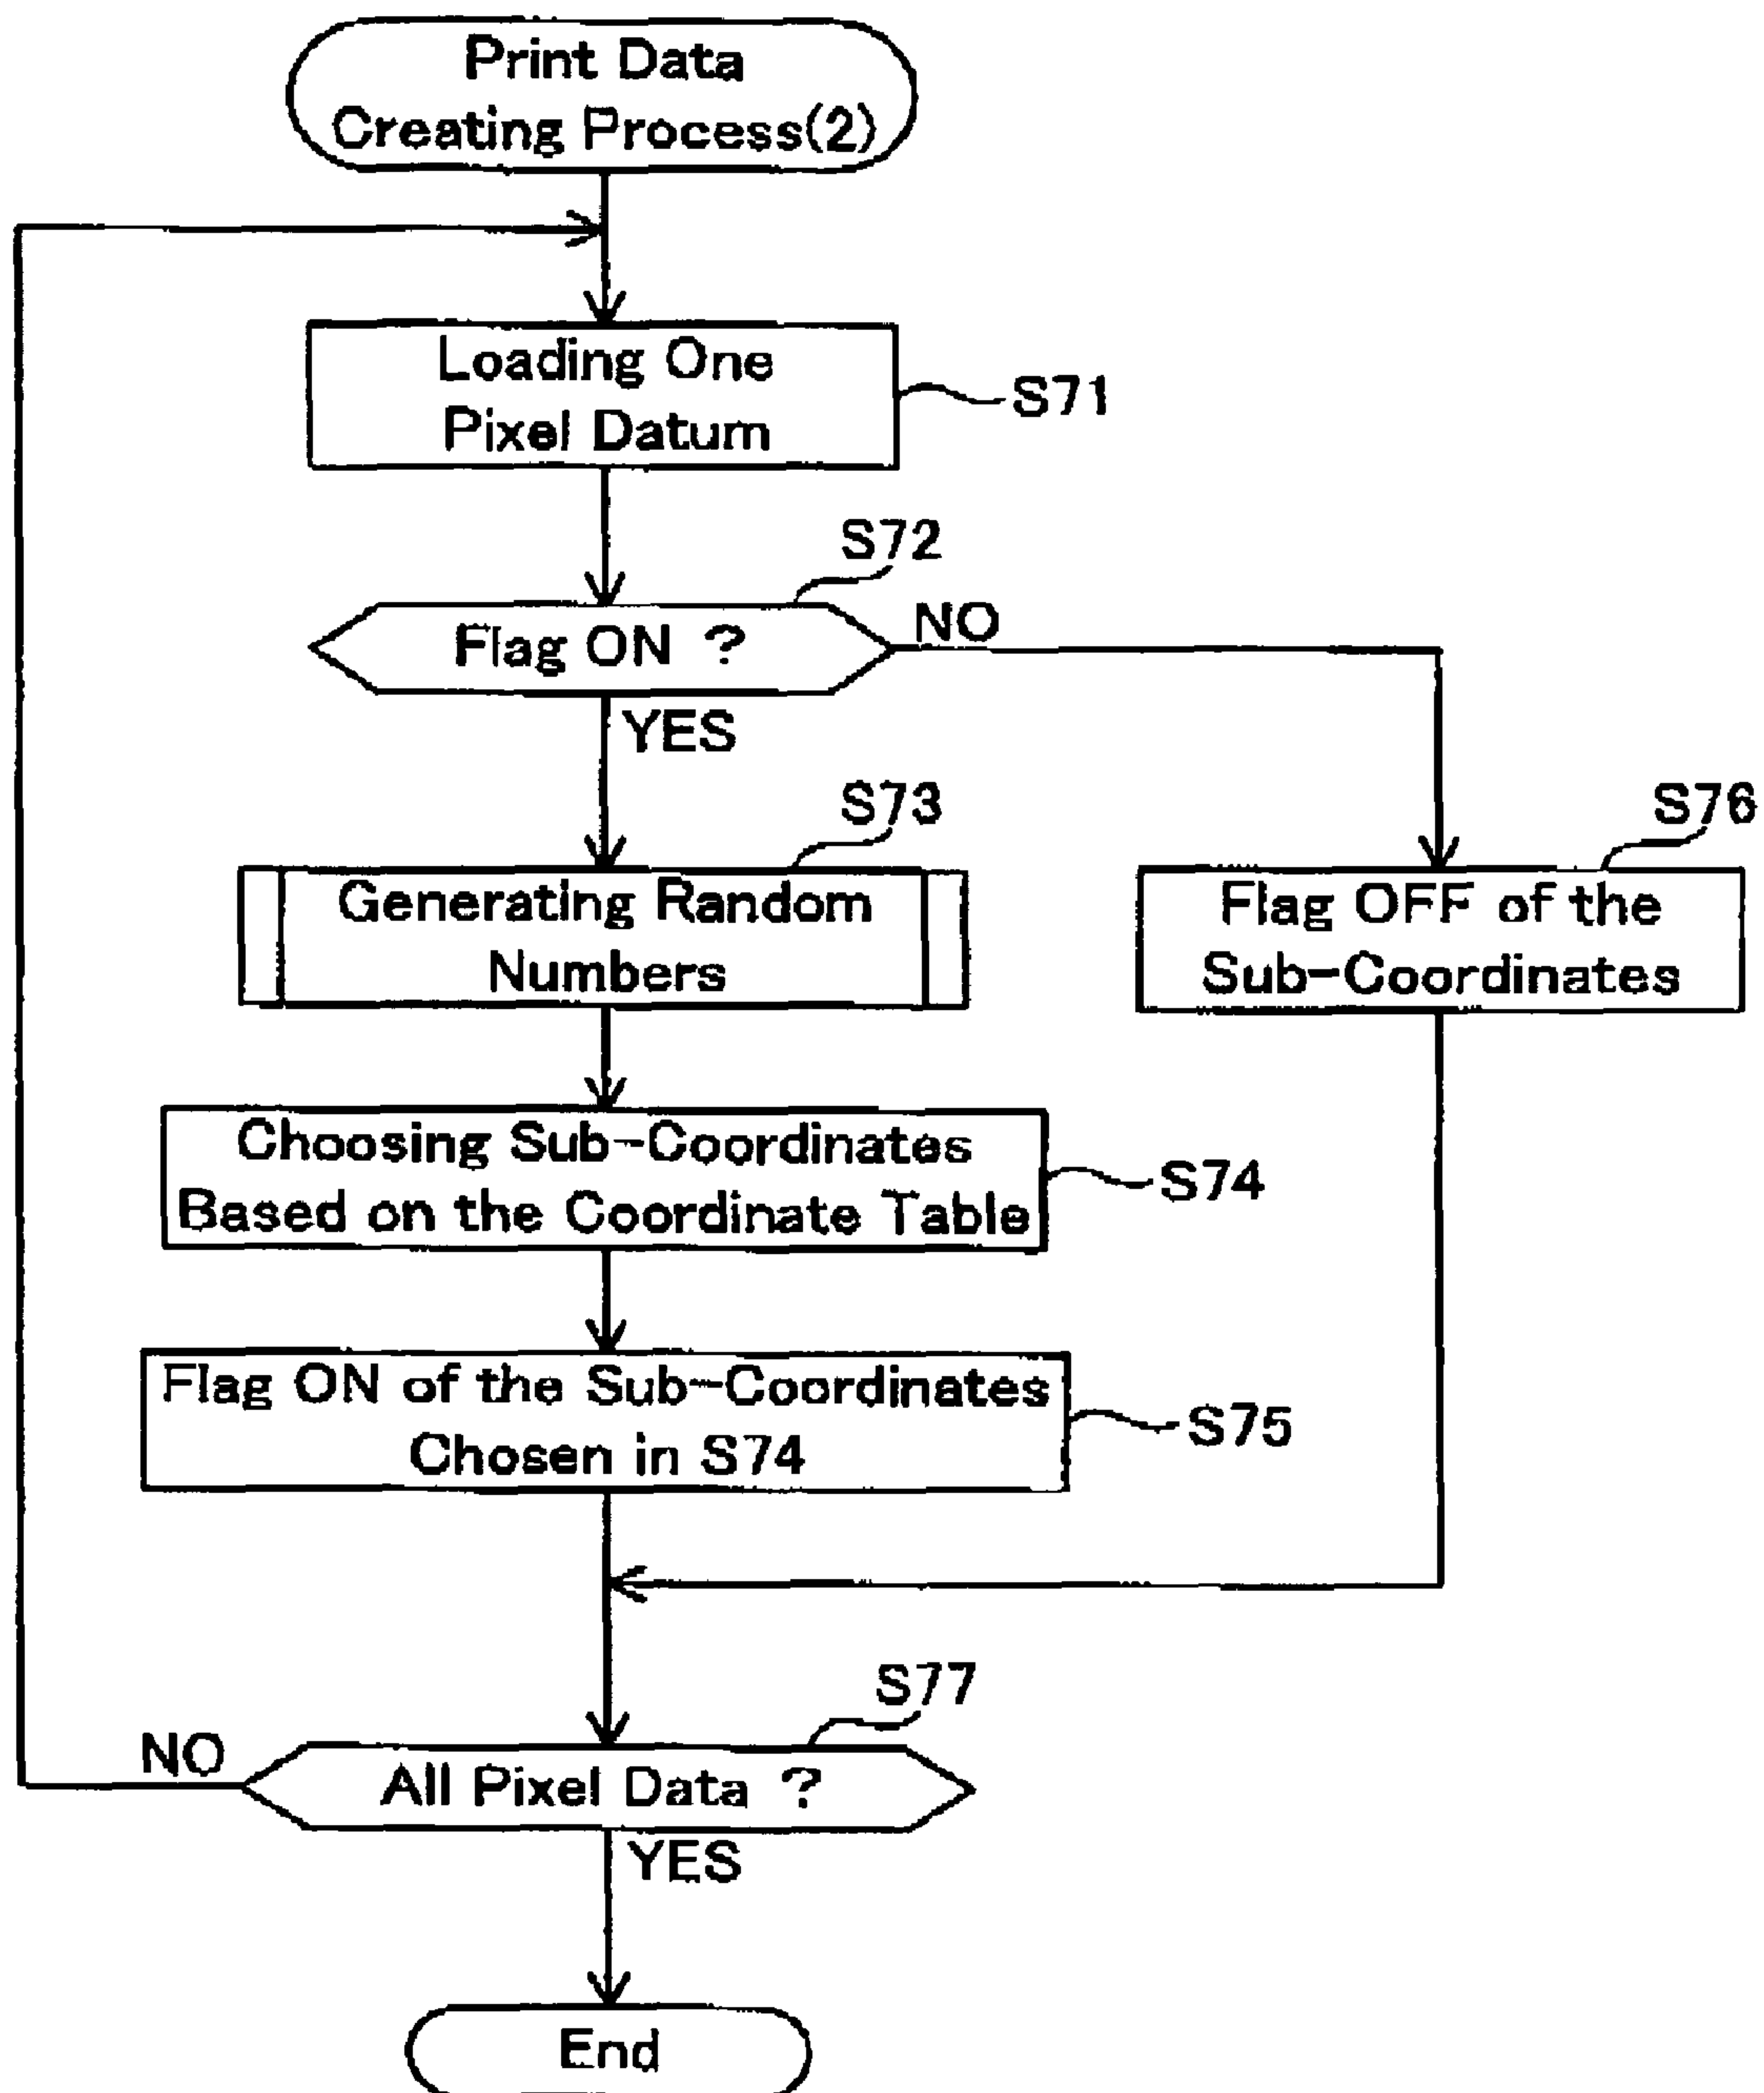 Print Data
Creating Process(2)
Loading One
Pixel Datum
S71
S72
Flag ON ?
NO
YES
S73
Generating Random
Numbers
S76
Flag OFF of the
Sub-Coordinates
Choosing Sub-Coordinates
Based on the Coordinate Table
S74
Flag ON of the Sub-Coordinates
Chosen in S74
S75
S77
NO
All Pixel Data ?
YES
End